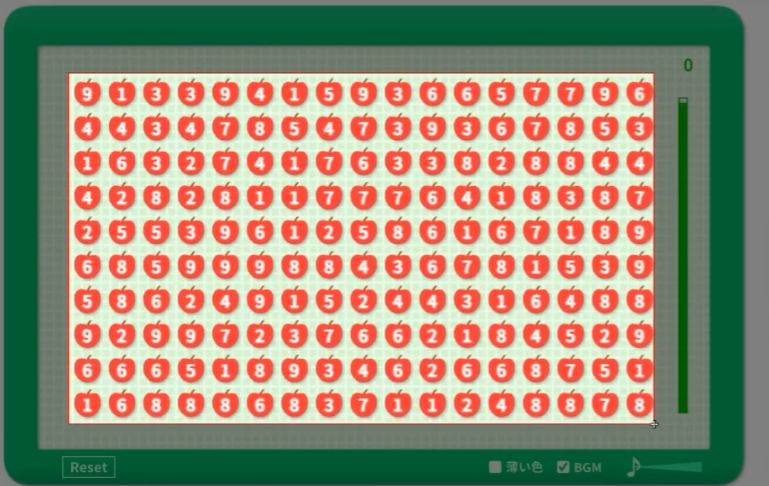 0
9 1 3 3 9 4 1 5 9 3 6 6 5 7 7 9 6
4 4 3 4 7 8 5 4 7 3 9 3 6 7 8 5 3
1 6 3 2 7 4 1 7 6 3 3 8 2 8 8 4 4
4 2 8 2 8 1 1 7 7 7 6 4 1 8 3 8 7
2 5 5 3 9 6 1 2 5 8 6 1 6 7 1 8 9
6 8 5 9 9 9 8 8 4 3 6 7 8 1 5 3 9
5 8 6 2 4 9 1 5 2 4 4 3 1 6 4 8 8
9 2 9 9 7 2 3 7 6 6 2 1 8 4 5 2 9
6 6 6 5 1 8 9 3 4 6 2 6 6 8 7 5 1
1 6 8 8 8 6 8 3 7 1 1 2 4 8 8 7 8
Reset 薄い色 BGM